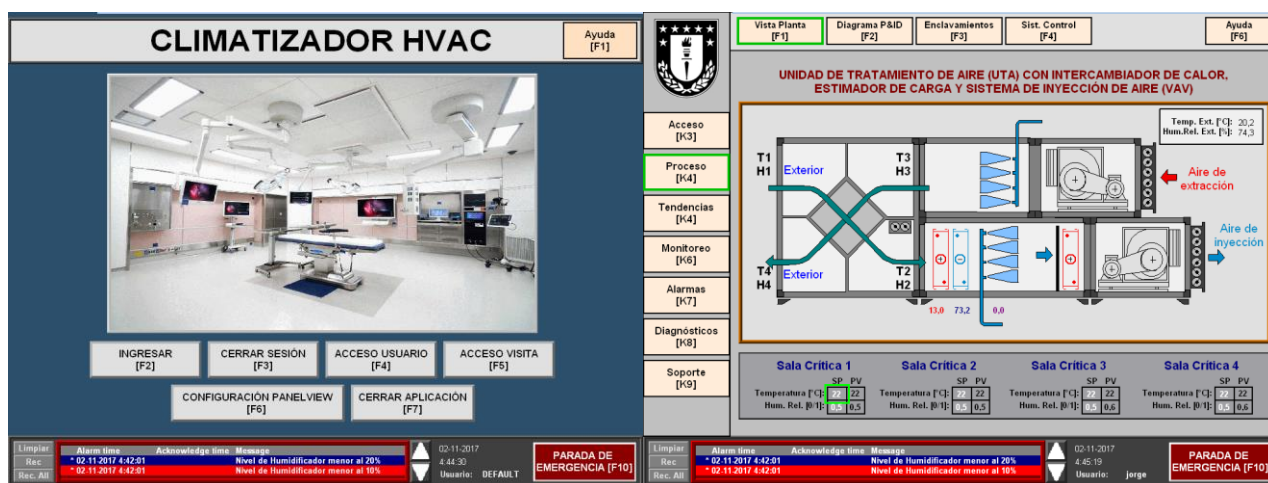 CLIMATIZADOR HVAC
Ayuda
[F1]
INGRESAR
[F2]
CERRAR SESIÓN
[F3]
ACCESO USUARIO
[F4]
ACCESO VISITA
[F5]
CONFIGURACIÓN PANELVIEW
[F6]
CERRAR APLICACIÓN
[F7]
Limpiar
Rec
Rec. All
Alarm time Acknowledge time Message
* 02-11-2017 4:42:01 Nivel de Humidificador menor al 20%
* 02-11-2017 4:42:01 Nivel de Humidificador menor al 10%
02-11-2017
4:44:30
Usuario: DEFAULT
PARADA DE
EMERGENCIA [F10]
Vista Planta
[F1]
Diagrama P&ID
[F2]
Enclavamientos
[F3]
Sist. Control
[F4]
Ayuda
[F6]
Acceso
[K3]
Proceso
[K4]
Tendencias
[K4]
Monitoreo
[K6]
Alarmas
[K7]
Diagnósticos
[K8]
Soporte
[K9]
UNIDAD DE TRATAMIENTO DE AIRE (UTA) CON INTERCAMBIADOR DE CALOR,
ESTIMADOR DE CARGA Y SISTEMA DE INYECCIÓN DE AIRE (VAV)
Temp. Ext. [°C]: 20,2
Hum.Rel. Ext. [%]: 74,3
T1
H1
Exterior
T3
H3
Aire de
extracción
Aire de
inyección
T4
H4
Exterior
T2
H2
13,0 73,2 0,0
Sala Crítica 1
SP PV
Temperatura [°C]: 22 22
Hum. Rel. [0/1]: 0,5 0,5
Sala Crítica 2
SP PV
Temperatura [°C]: 22 22
Hum. Rel. [0/1]: 0,5 0,5
Sala Crítica 3
SP PV
Temperatura [°C]: 22 22
Hum. Rel. [0/1]: 0,5 0,6
Sala Crítica 4
SP PV
Temperatura [°C]: 22 22
Hum. Rel. [0/1]: 0,5 0,6
Limpiar
Rec
Rec. All
Alarm time Acknowledge time Message
* 02-11-2017 4:42:01 Nivel de Humidificador menor al 20%
* 02-11-2017 4:42:01 Nivel de Humidificador menor al 10%
02-11-2017
4:45:19
Usuario: jorge
PARADA DE
EMERGENCIA [F10]